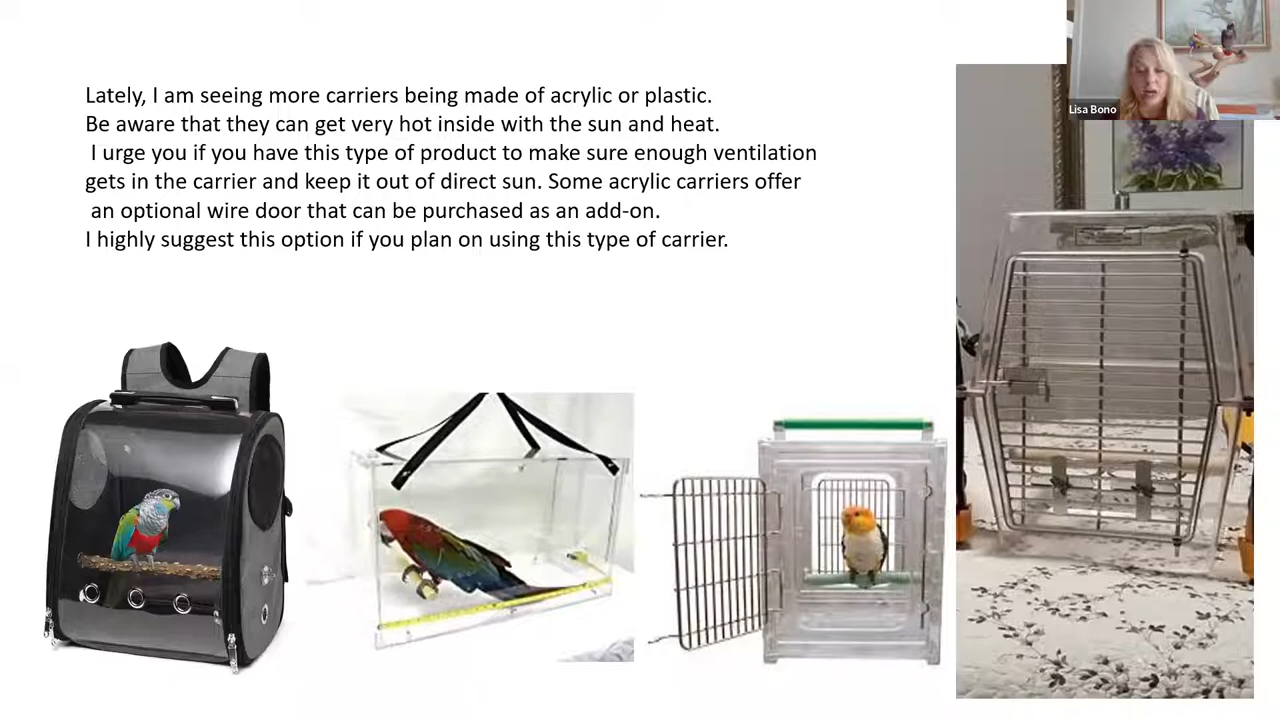 Lately, I am seeing more carriers being made of acrylic or plastic.
Be aware that they can get very hot inside with the sun and heat.
I urge you if you have this type of product to make sure enough ventilation
gets in the carrier and keep it out of direct sun. Some acrylic carriers offer
an optional wire door that can be purchased as an add-on.
I highly suggest this option if you plan on using this type of carrier.
Lisa Bono